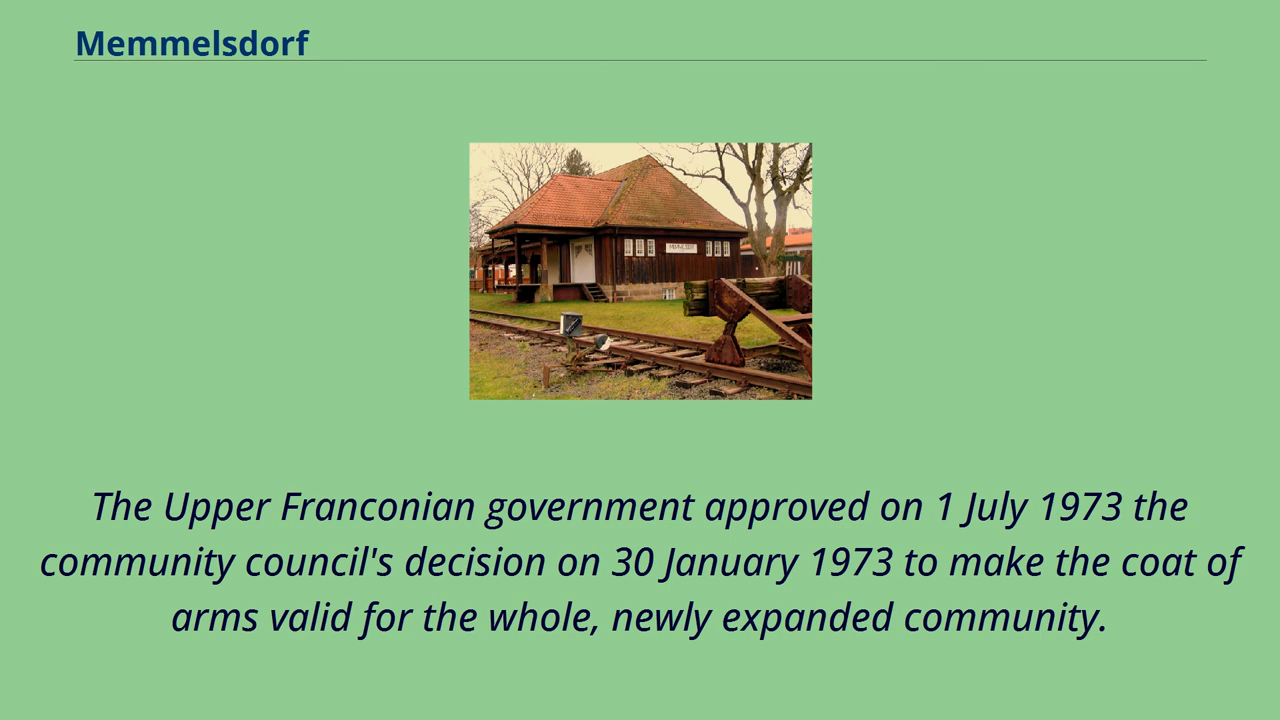 Memmelsdorf
The Upper Franconian government approved on 1 July 1973 the
community council's decision on 30 January 1973 to make the coat of
arms valid for the whole, newly expanded community.